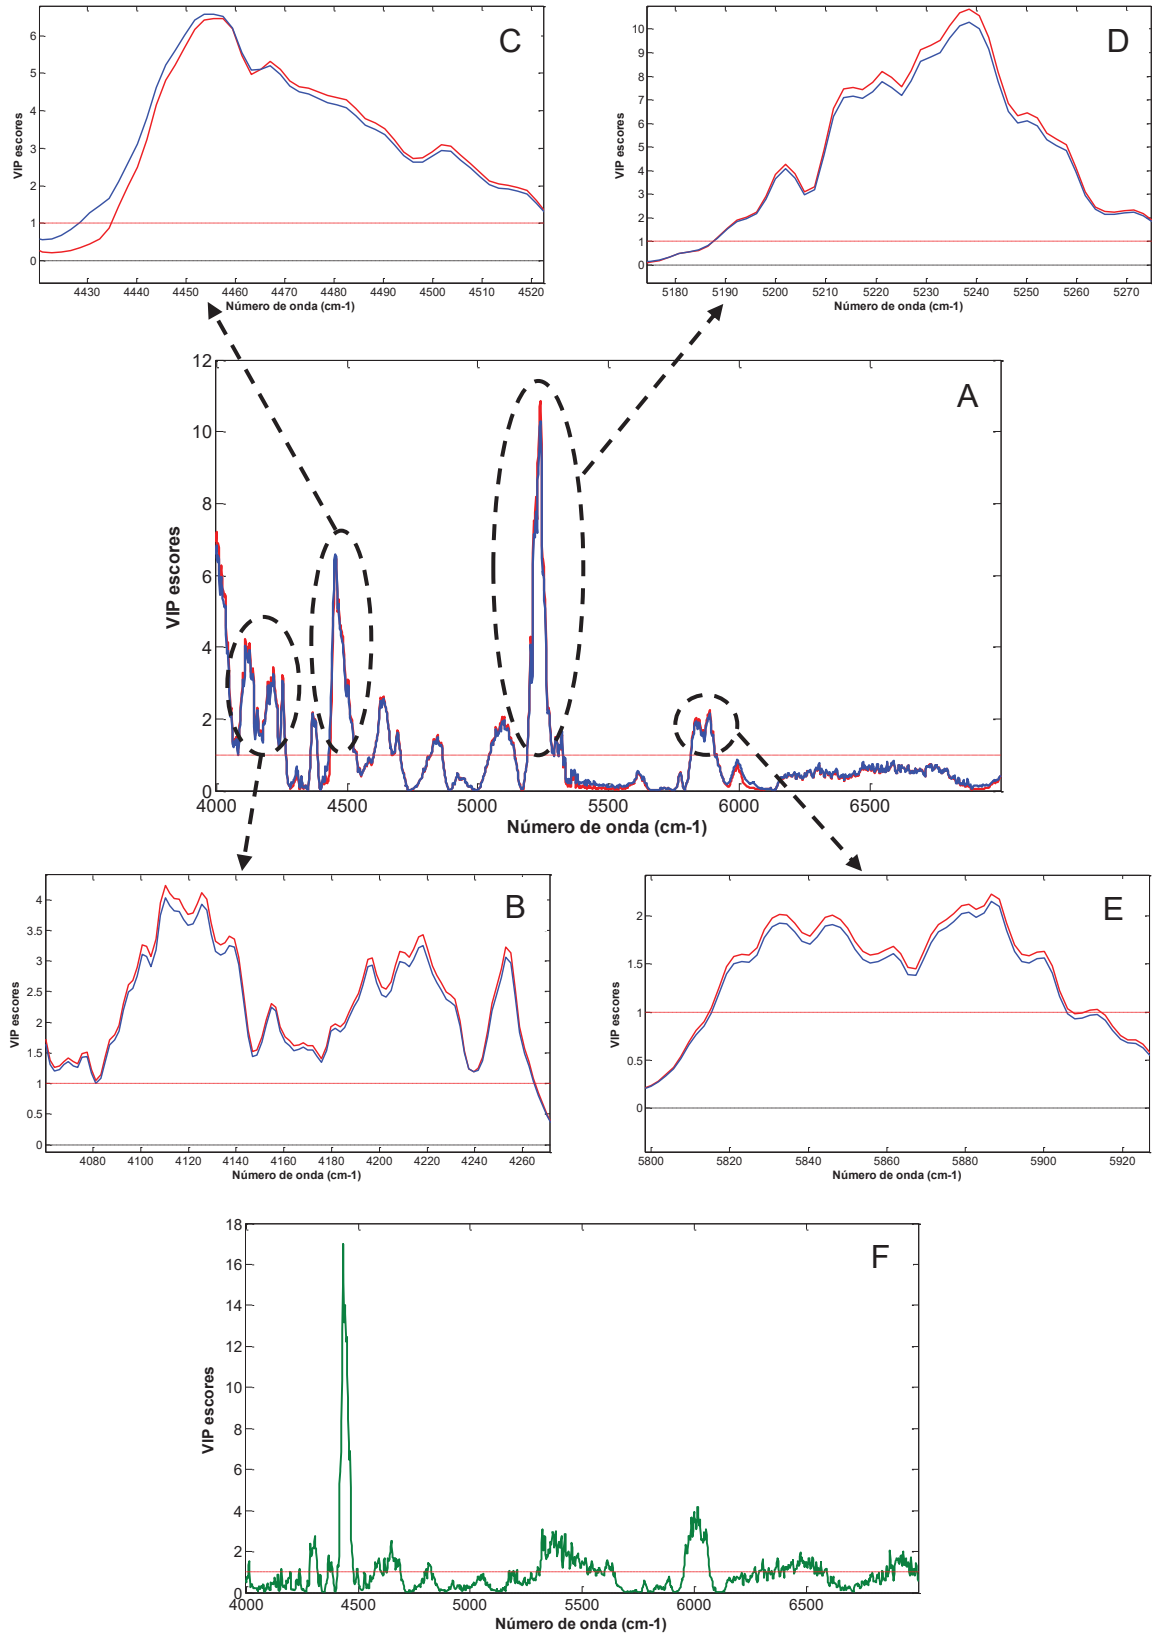 C
VIP escores
6
5
4
3
2
1
0
4430 4440 4450 4460 4470 4480 4490 4500 4510 4520
Número de onda (cm-1)
D
VIP escores
10
9
8
7
6
5
4
3
2
1
0
5180 5190 5200 5210 5220 5230 5240 5250 5260 5270
Número de onda (cm-1)
A
VIP escores
12
10
8
6
4
2
0
4000 4500 5000 5500 6000 6500
Número de onda (cm-1)
B
VIP escores
4
3.5
3
2.5
2
1.5
1
0.5
0
4080 4100 4120 4140 4160 4180 4200 4220 4240 4260
Número de onda (cm-1)
E
VIP escores
2
1.5
1
0.5
0
5800 5820 5840 5860 5880 5900 5920
Número de onda (cm-1)
F
VIP escores
18
16
14
12
10
8
6
4
2
0
4000 4500 5000 5500 6000 6500
Número de onda (cm-1)